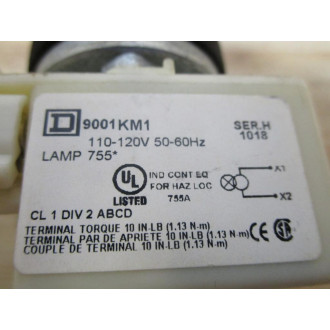 D 9001KM1
SER.H
110-120V 50-60Hz
1018
LAMP 755*
UL
LISTED
IND CONT EQ
FOR HAZ LOC
755A
X1
X2
CL 1 DIV 2 ABCD
TERMINAL TORQUE 10 IN-LB (1.13 N·m)
TERMINAL PAR DE APRIETE 10 IN-LB (1.13 N·m)
COUPLE DE TERMINAL 10 IN-LB (1.13 N·m)
CE